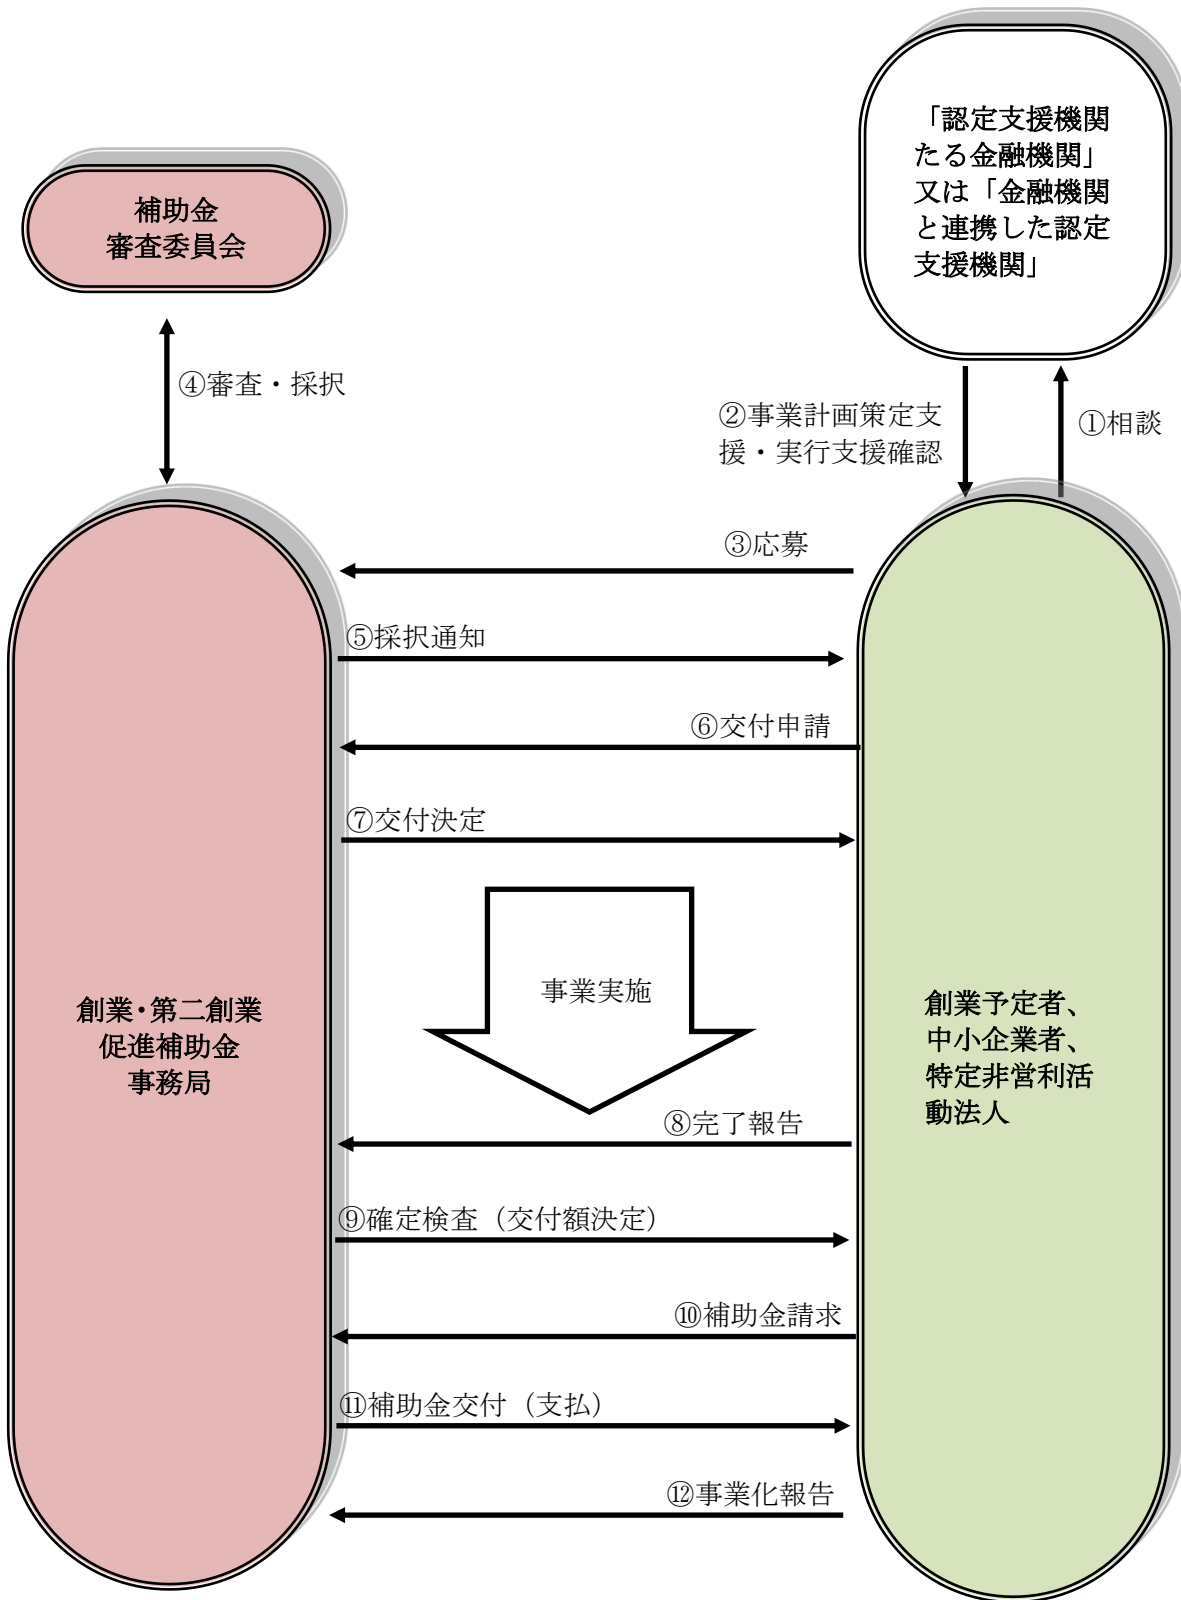 「認定支援機関
たる金融機関」
又は「金融機関
と連携した認定
支援機関」
補助金
審査委員会
④審査・採択
②事業計画策定支
援・実行支援確認
①相談
③応募
⑤採択通知
⑥交付申請
⑦交付決定
事業実施
創業・第二創業
促進補助金
事務局
創業予定者、
中小企業者、
特定非営利活
動法人
⑧完了報告
⑨確定検査（交付額決定）
⑩補助金請求
⑪補助金交付（支払）
⑫事業化報告